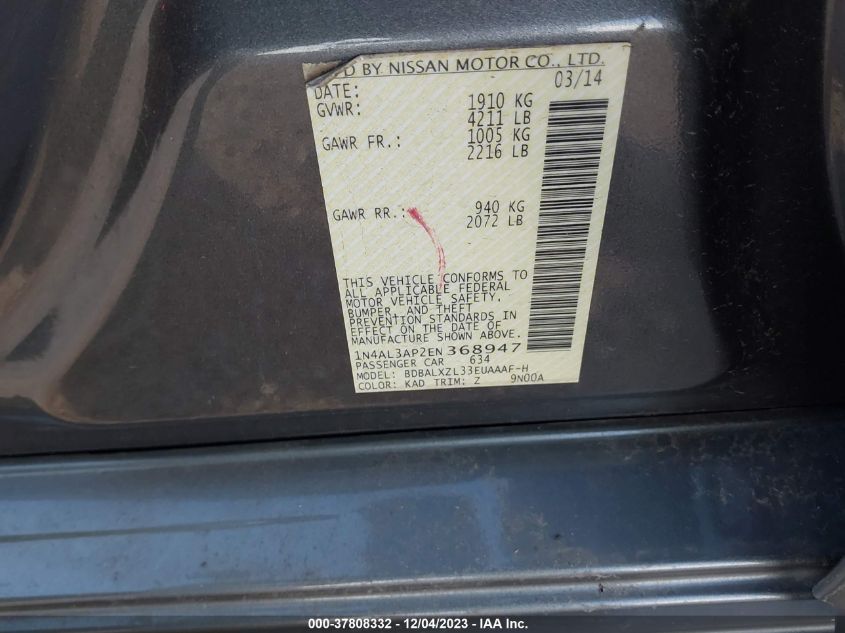 FD BY NISSAN MOTOR CO., LTD.
DATE: 03/14
GVWR: 1910 KG
4211 LB
GAWR FR.: 1005 KG
2216 LB
GAWR RR.: 940 KG
2072 LB
THIS VEHICLE CONFORMS TO
ALL APPLICABLE FEDERAL
MOTOR VEHICLE SAFETY,
BUMPER, AND THEFT
PREVENTION STANDARDS IN
EFFECT ON THE DATE OF
MANUFACTURE SHOWN ABOVE.
1N4AL3AP2EN 368947
PASSENGER CAR 634
MODEL: BDBALXZL33EUAAAF-H
COLOR: KAD TRIM: Z 9N00A
000-37808332 - 12/04/2023 - IAA Inc.